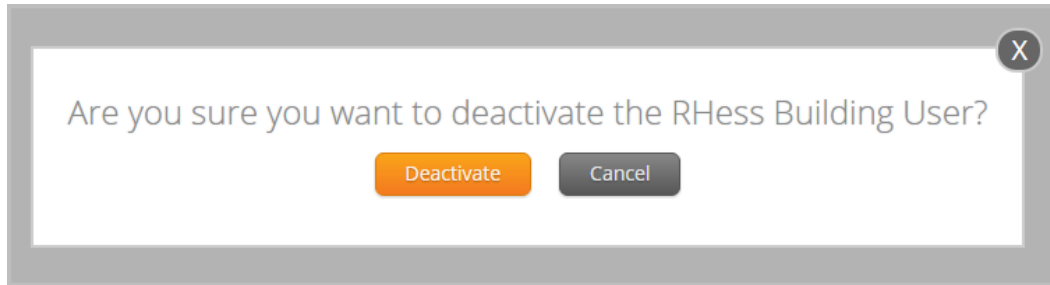 X
Are you sure you want to deactivate the RHess Building User?
Deactivate
Cancel